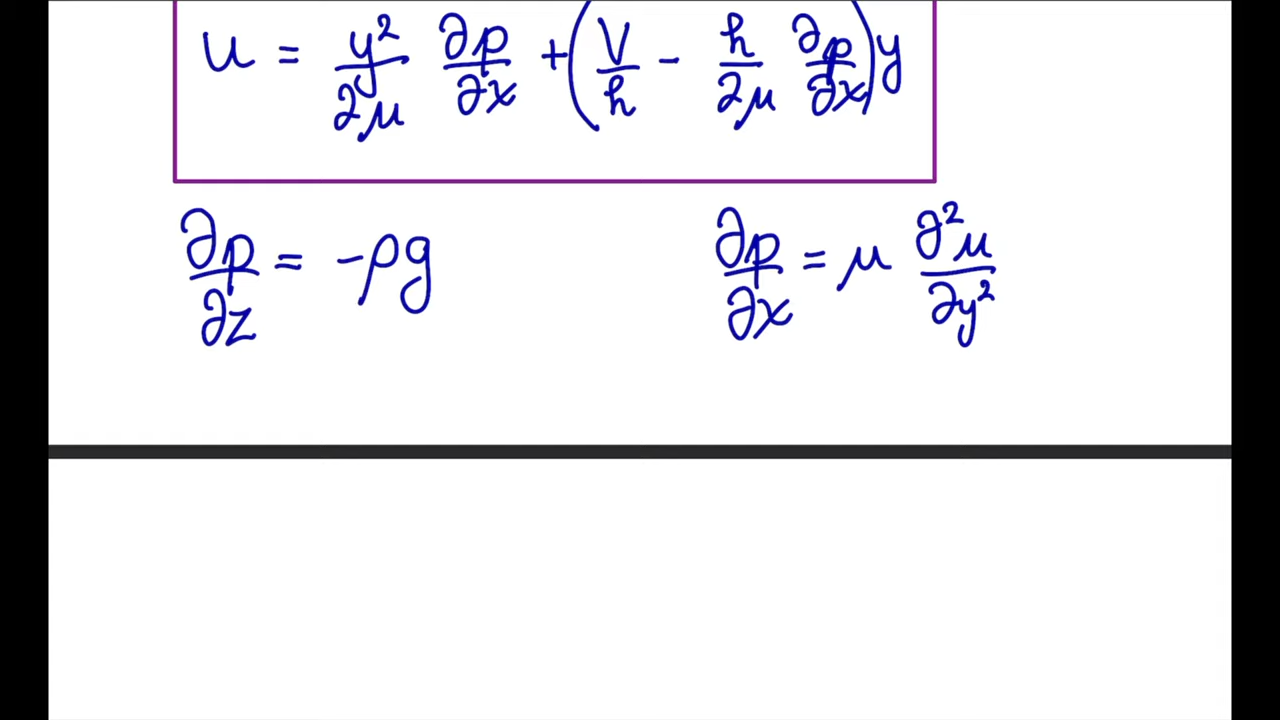 u = y²/2μ ∂p/∂x + (V/h - h/2μ ∂p/∂x) y
∂p/∂z = -ρg
∂p/∂x = μ ∂²u/∂y²